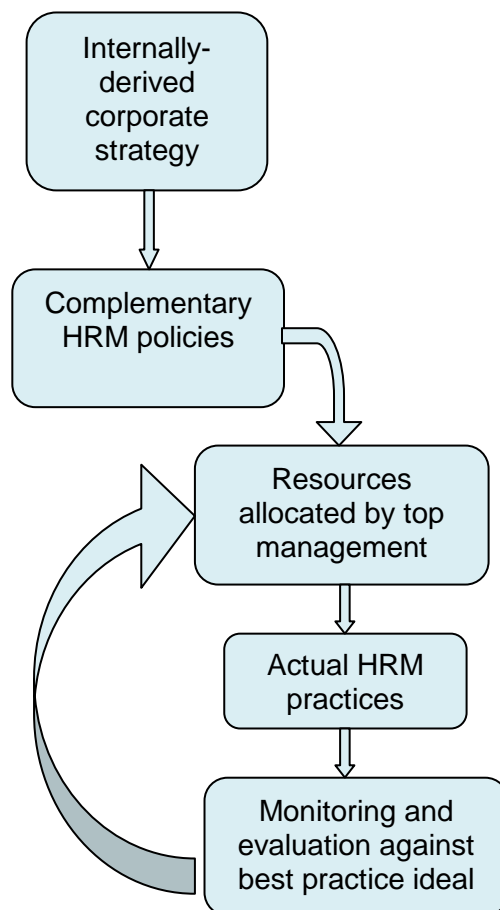 Internally-
derived
corporate
strategy
Complementary
HRM policies
Resources
allocated by top
management
Actual HRM
practices
Monitoring and
evaluation against
best practice ideal